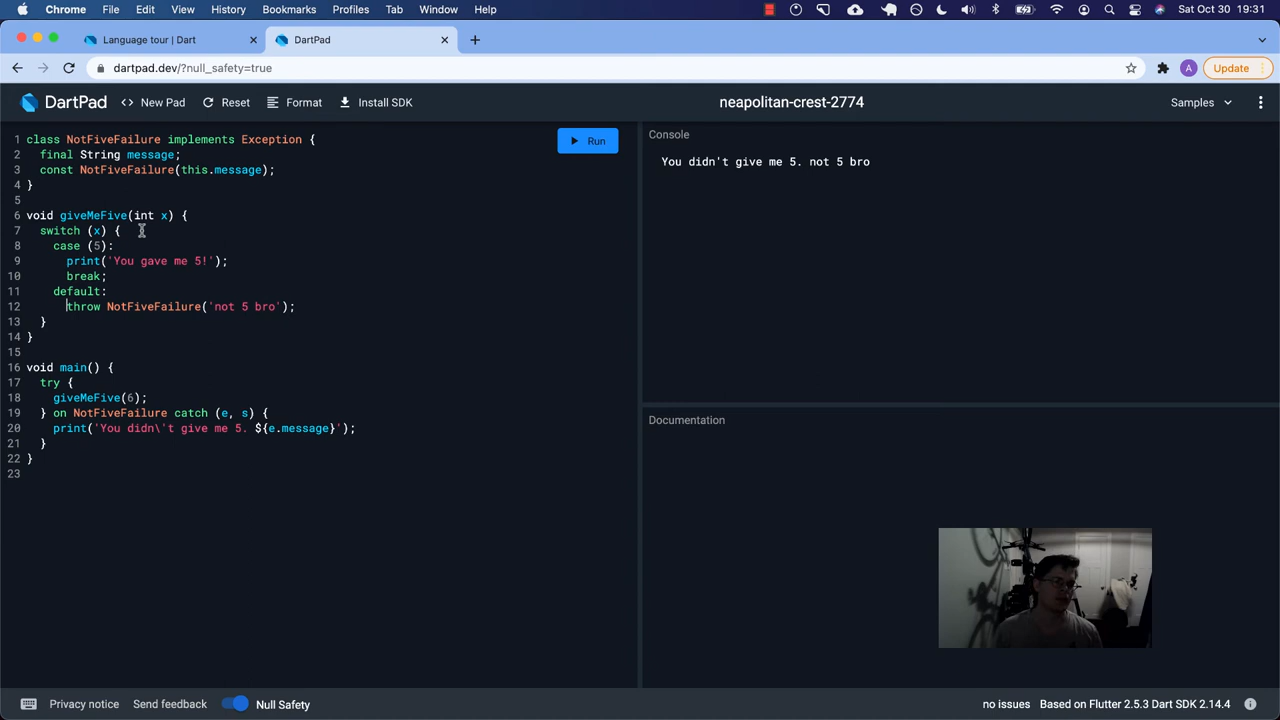 Chrome File Edit View History Bookmarks Profiles Tab Window Help Sat Oct 30 19:31
Language tour | Dart DartPad
dartpad.dev/?null_safety=true A Update
DartPad <> New Pad Reset Format Install SDK neapolitan-crest-2774 Samples
1 class NotFiveFailure implements Exception {
2 final String message;
3 const NotFiveFailure(this.message);
4 }
5
6 void giveMeFive(int x) {
7 switch (x) {
8 case (5):
9 print('You gave me 5!');
10 break;
11 default:
12 throw NotFiveFailure('not 5 bro');
13 }
14 }
15
16 void main() {
17 try {
18 giveMeFive(6);
19 } on NotFiveFailure catch (e, s) {
20 print('You didn\'t give me 5. ${e.message}');
21 }
22 }
23
Run
Console
You didn't give me 5. not 5 bro
Documentation
Privacy notice Send feedback Null Safety no issues Based on Flutter 2.5.3 Dart SDK 2.14.4